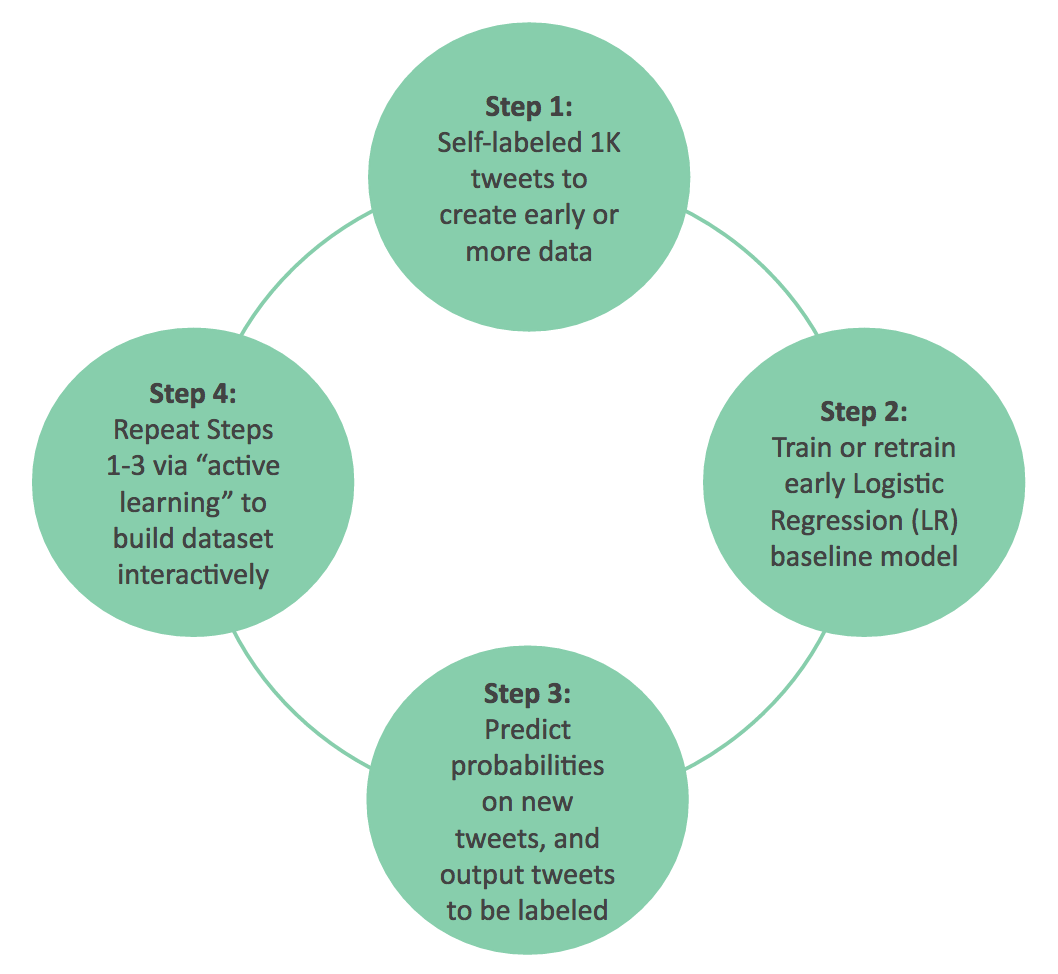 Step 1:
Self-labeled 1K
tweets to
create early or
more data
Step 2:
Train or retrain
early Logistic
Regression (LR)
baseline model
Step 3:
Predict
probabilities
on new
tweets, and
output tweets
to be labeled
Step 4:
Repeat Steps
1-3 via “active
learning” to
build dataset
interactively